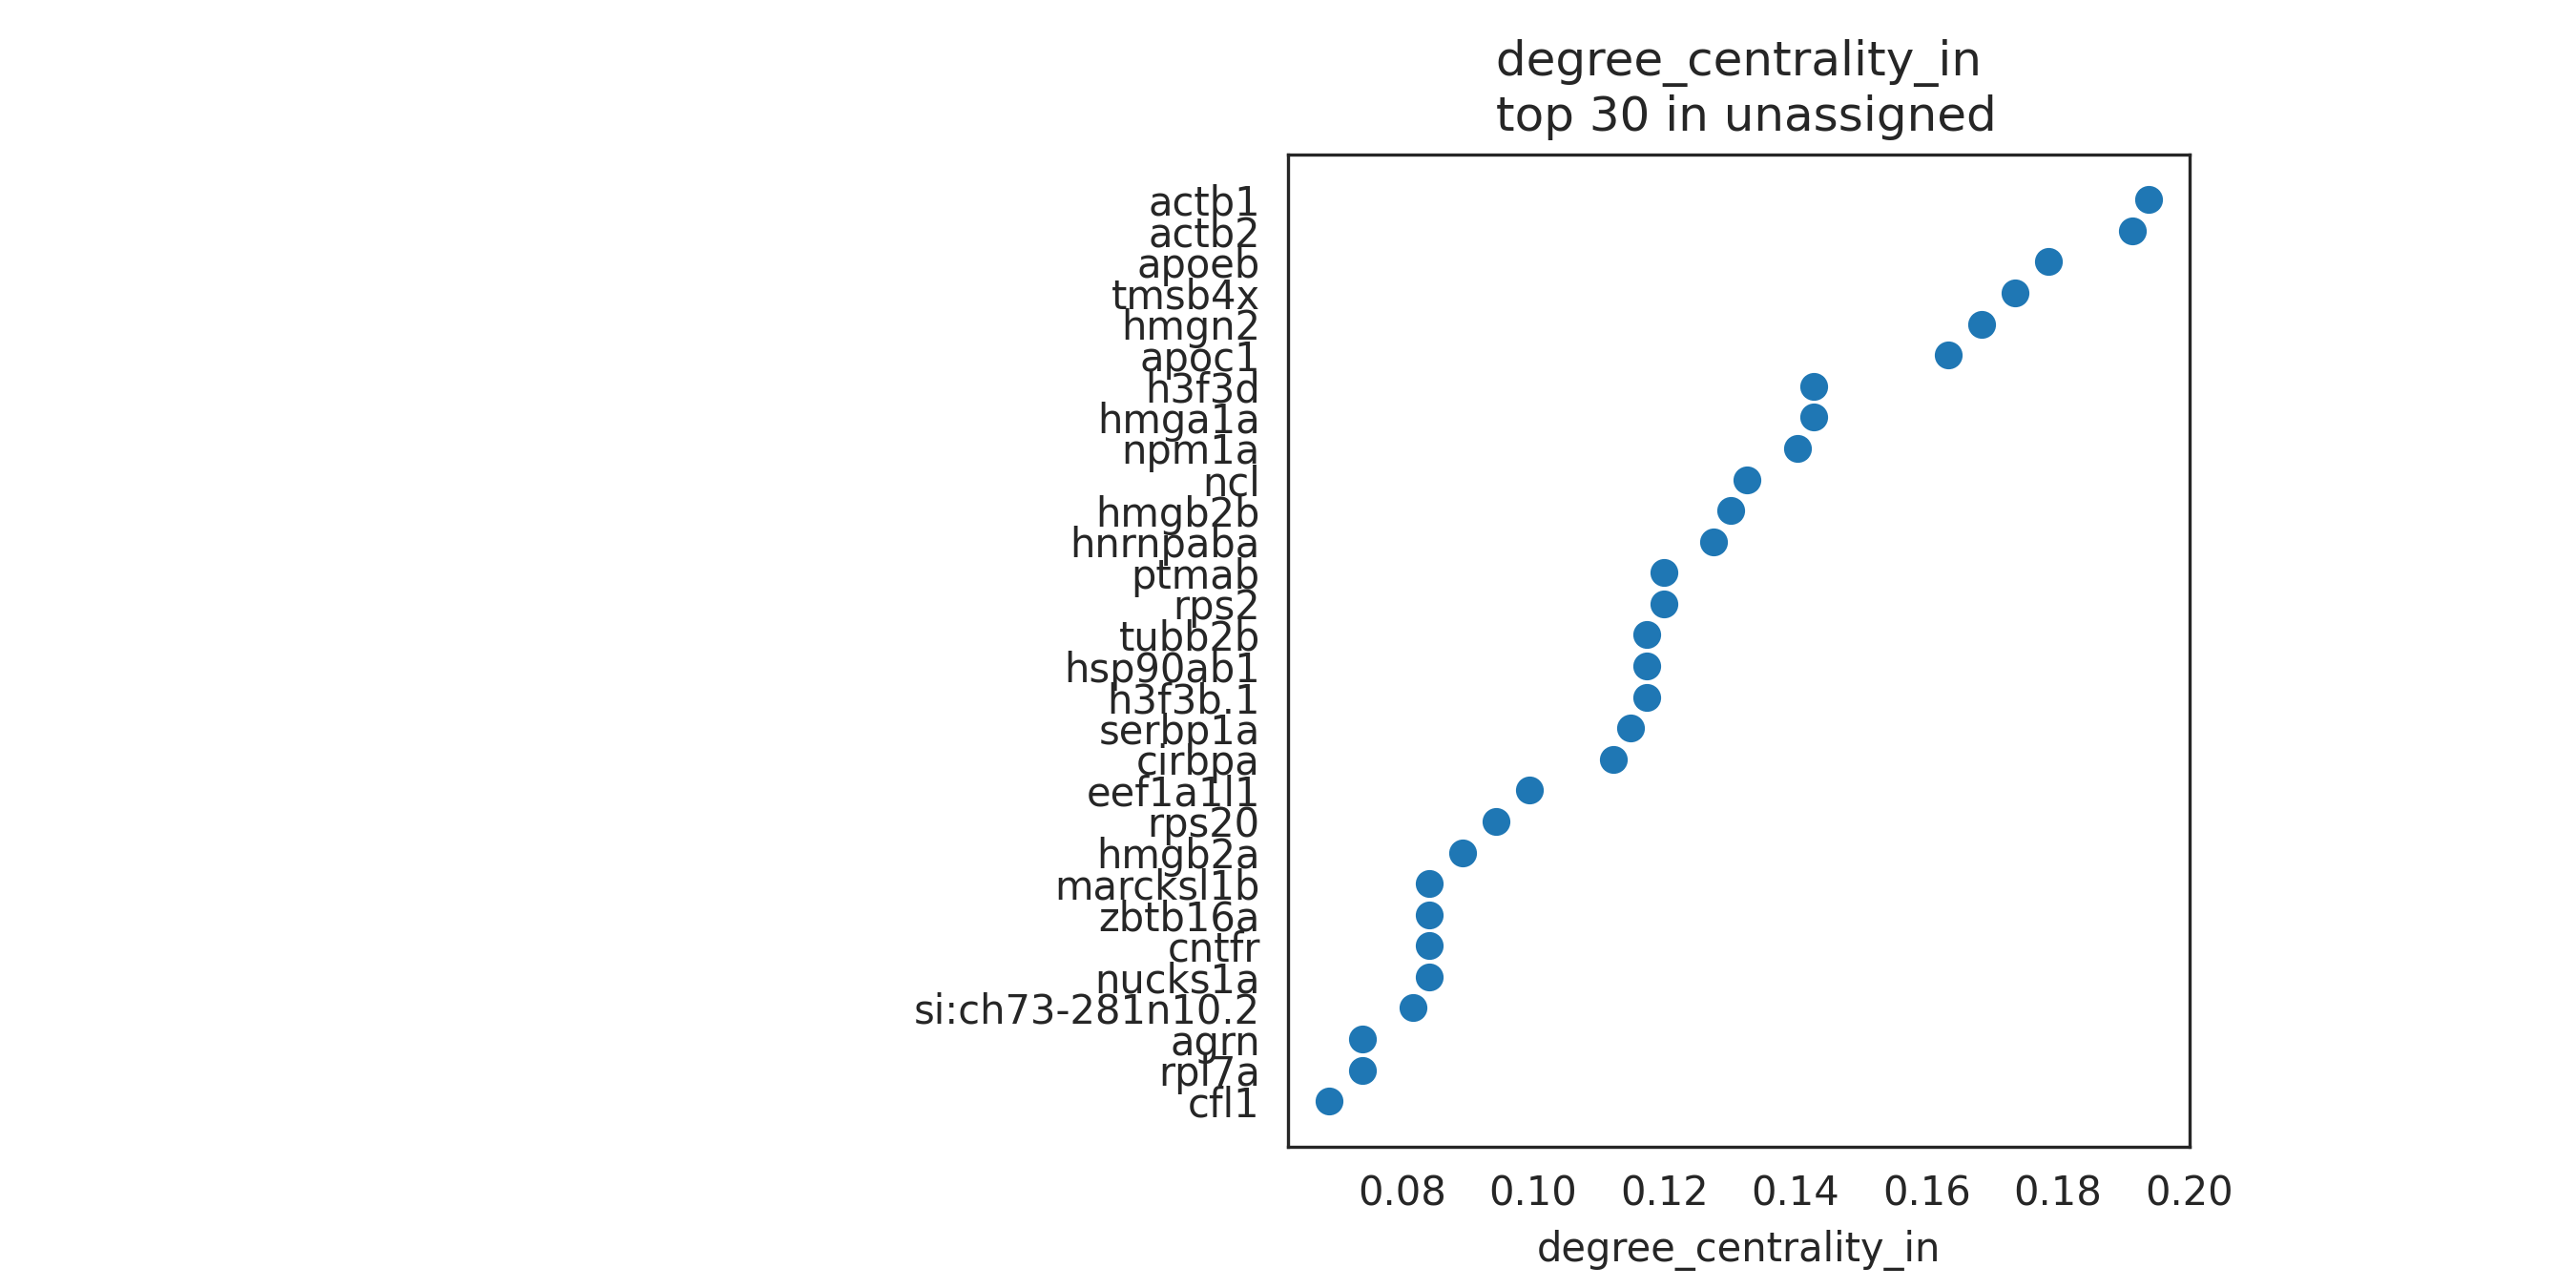 degree_centrality_in
top 30 in unassigned
actb1
actb2
apoeb
tmsb4x
hmgn2
apoc1
h3f3d
hmga1a
npm1a
ncl
hmgb2b
hnrnpaba
ptmab
rps2
tubb2b
hsp90ab1
h3f3b.1
serbp1a
cirbpa
eef1a1l1
rps20
hmgb2a
marcksl1b
zbtb16a
cntfr
nucks1a
si:ch73-281n10.2
agrn
rpl7a
cfl1
0.08 0.10 0.12 0.14 0.16 0.18 0.20
degree_centrality_in